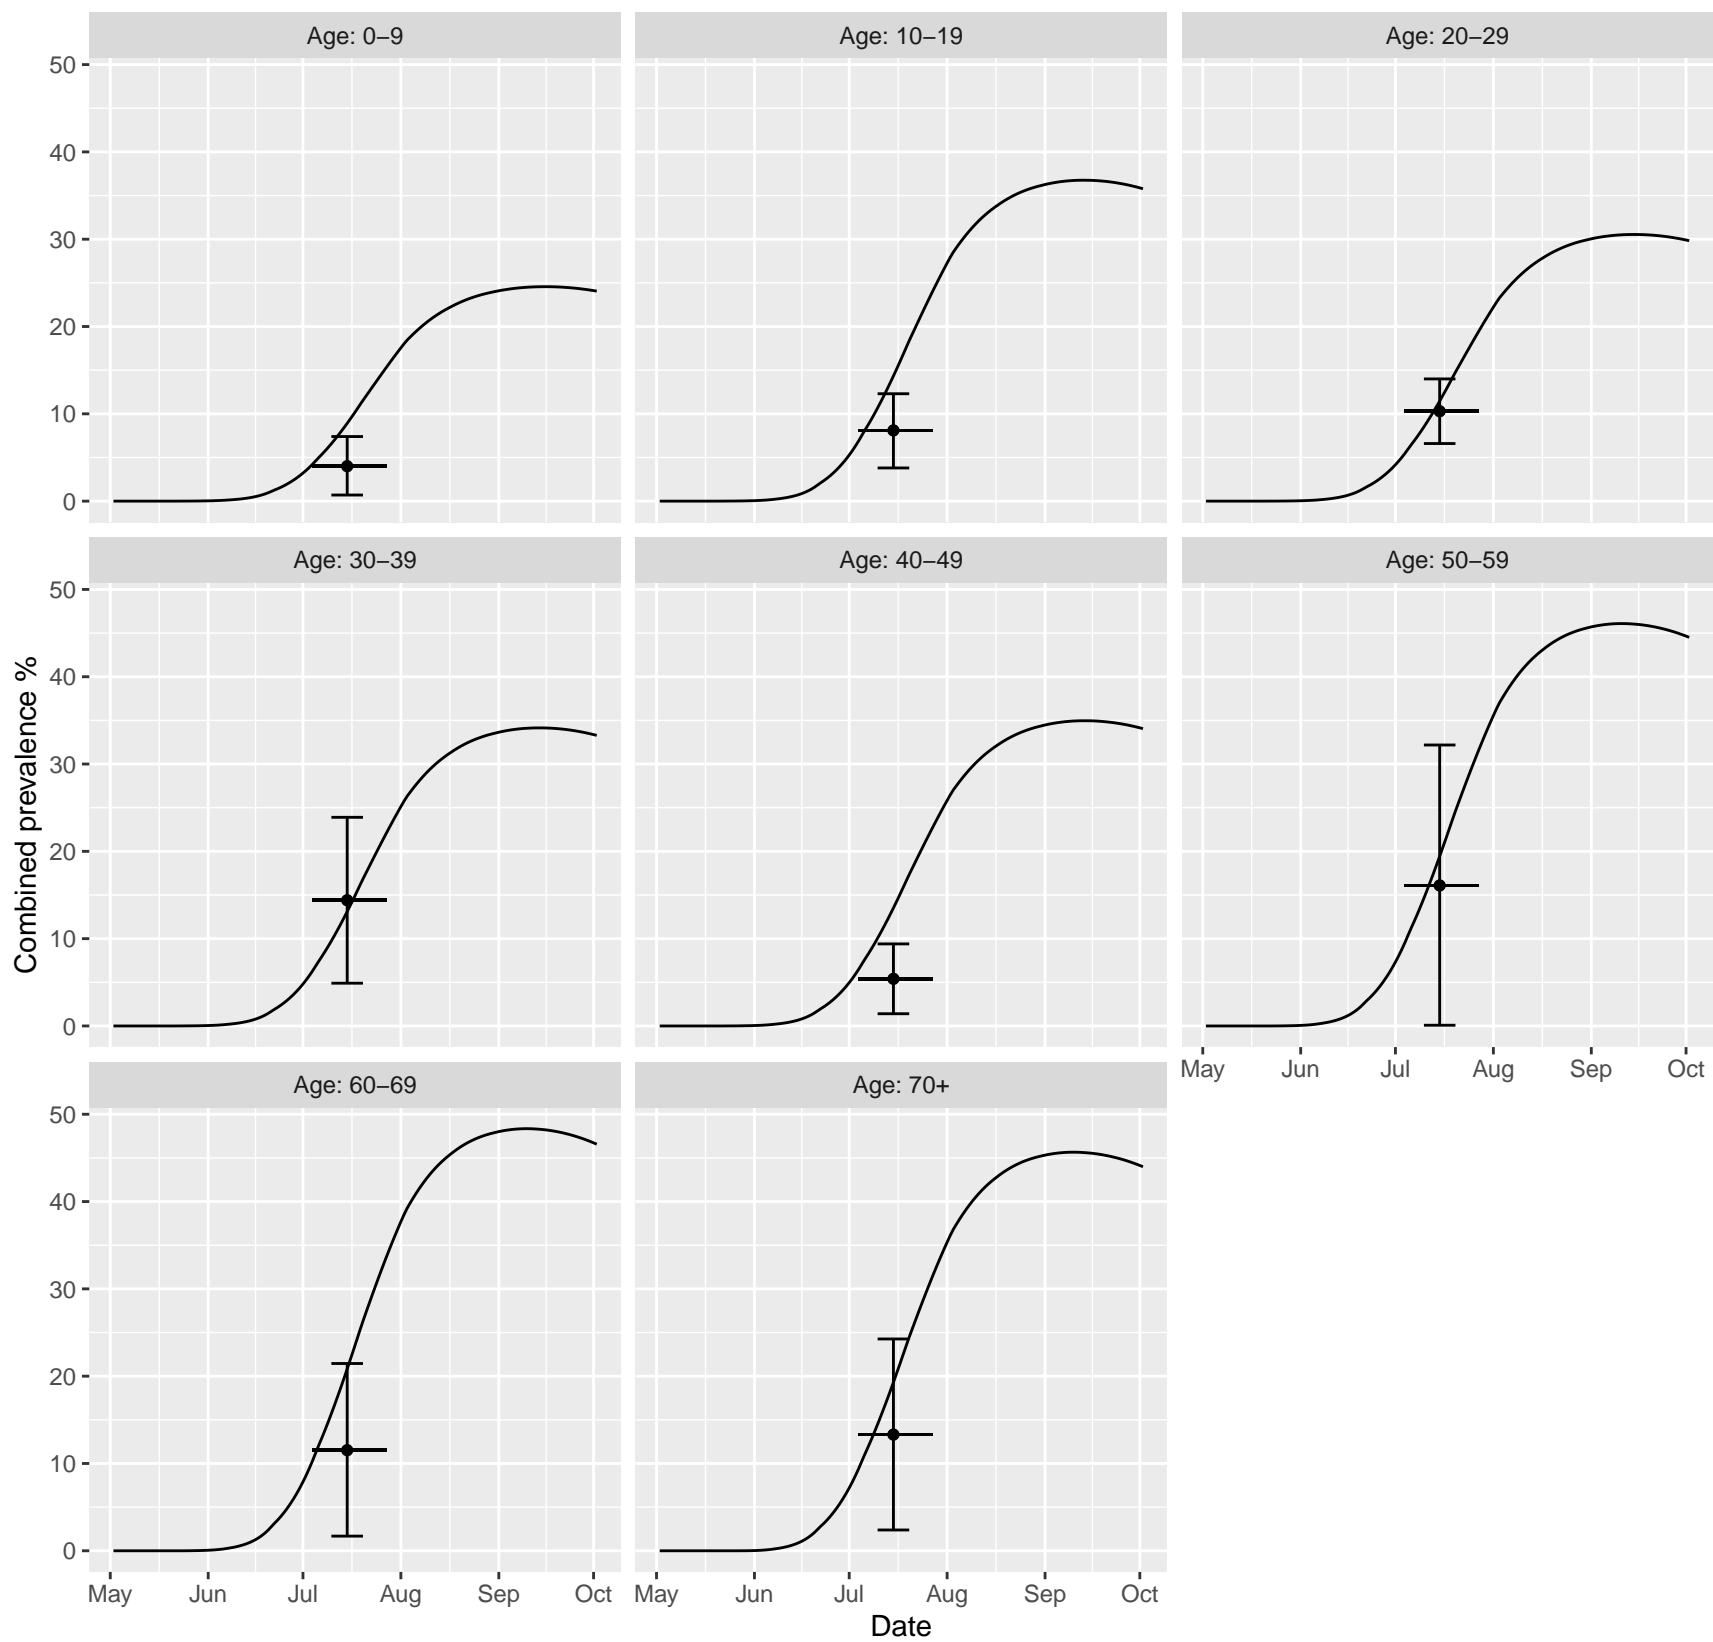 Age: 0–9
Age: 10–19
Age: 20–29
50
40
30
20
10
0
Age: 30–39
Age: 40–49
Age: 50–59
50
40
30
20
10
0
Combined prevalence %
May Jun Jul Aug Sep Oct
Age: 60–69
Age: 70+
50
40
30
20
10
0
May Jun Jul Aug Sep Oct
May Jun Jul Aug Sep Oct
Date